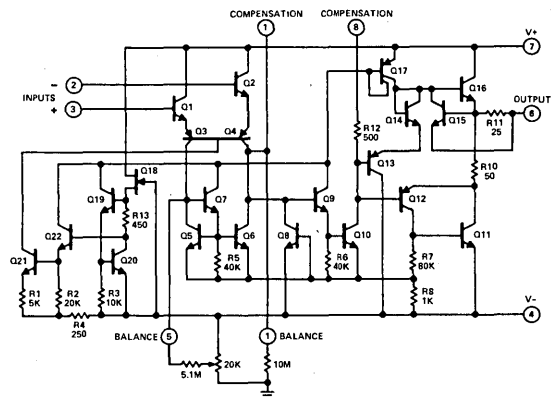 COMPENSATION COMPENSATION
1 8
V+
7
Q17
Q2
− 2
Q16
INPUTS
Q1
+ 3
Q14 Q15
OUTPUT
R11 6
25
Q3 Q4
R12
500
Q13
R10
50
Q18
Q19 Q7 Q9 Q12
R13
450
Q22
Q21 Q20 Q5 Q6 Q8 Q10 Q11
R5
40K
R6
40K
R7
80K
R1
5K
R2
20K
R3
10K
R8
1K
R4
250
V−
4
BALANCE 5 1 BALANCE
20K 10M
5.1M